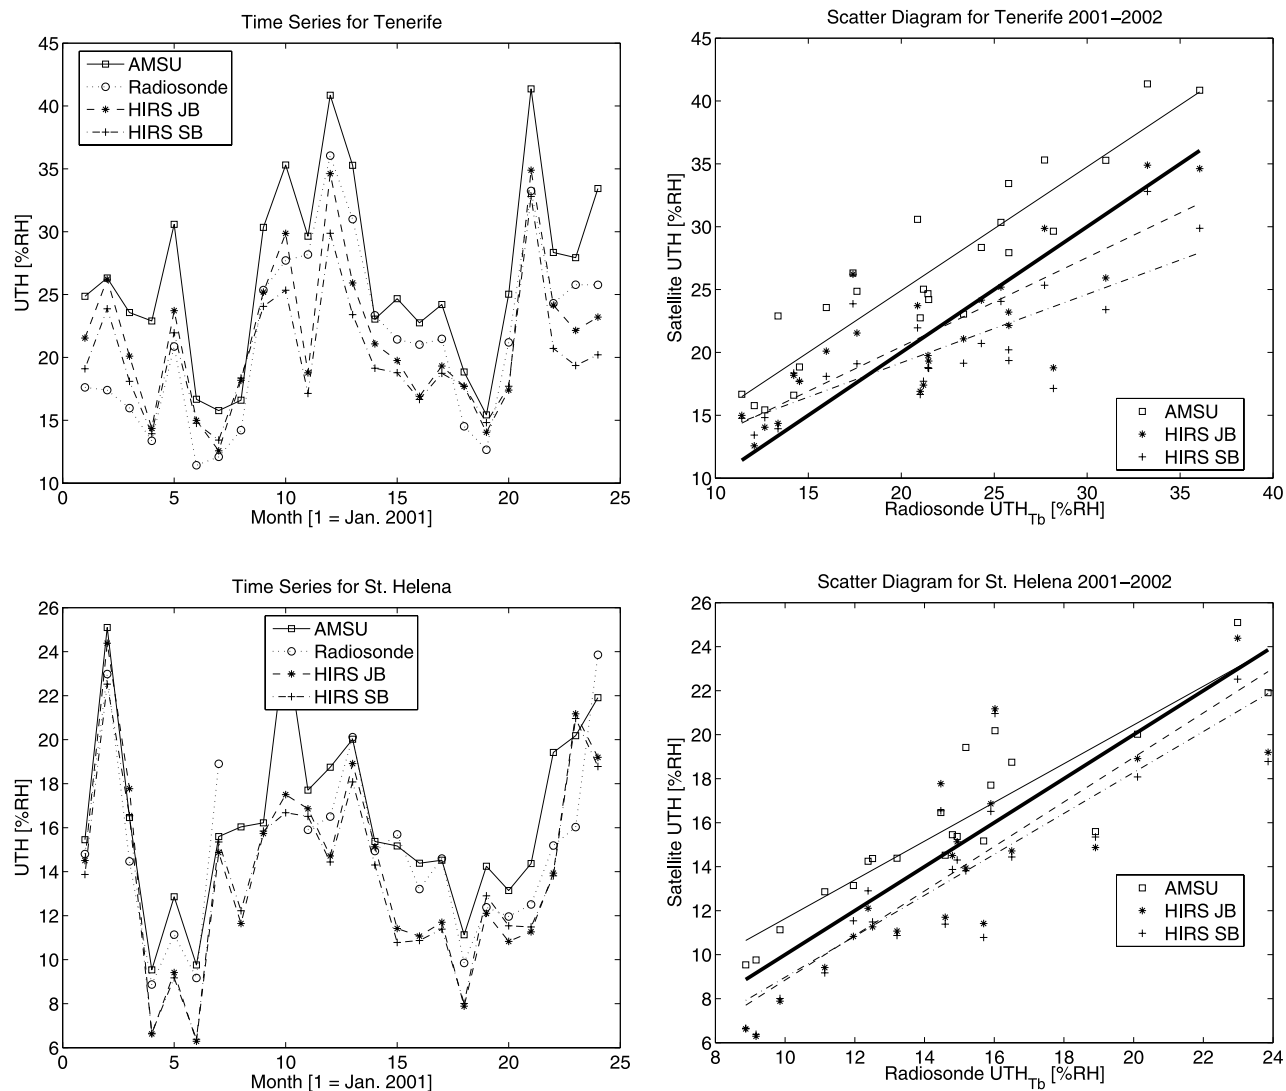 Time Series for Tenerife
45
40
35
30
25
20
15
10
UTH [%RH]
AMSU
Radiosonde
HIRS JB
HIRS SB
0 5 10 15 20 25
Month [1 = Jan. 2001]
Scatter Diagram for Tenerife 2001−2002
45
40
35
30
25
20
15
10
Satellite UTH [%RH]
AMSU
HIRS JB
HIRS SB
10 15 20 25 30 35 40
Radiosonde UTH_Tb [%RH]
Time Series for St. Helena
26
24
22
20
18
16
14
12
10
8
6
UTH [%RH]
AMSU
Radiosonde
HIRS JB
HIRS SB
0 5 10 15 20 25
Month [1 = Jan. 2001]
Scatter Diagram for St. Helena 2001−2002
26
24
22
20
18
16
14
12
10
8
6
Satellite UTH [%RH]
AMSU
HIRS JB
HIRS SB
8 10 12 14 16 18 20 22 24
Radiosonde UTH_Tb [%RH]